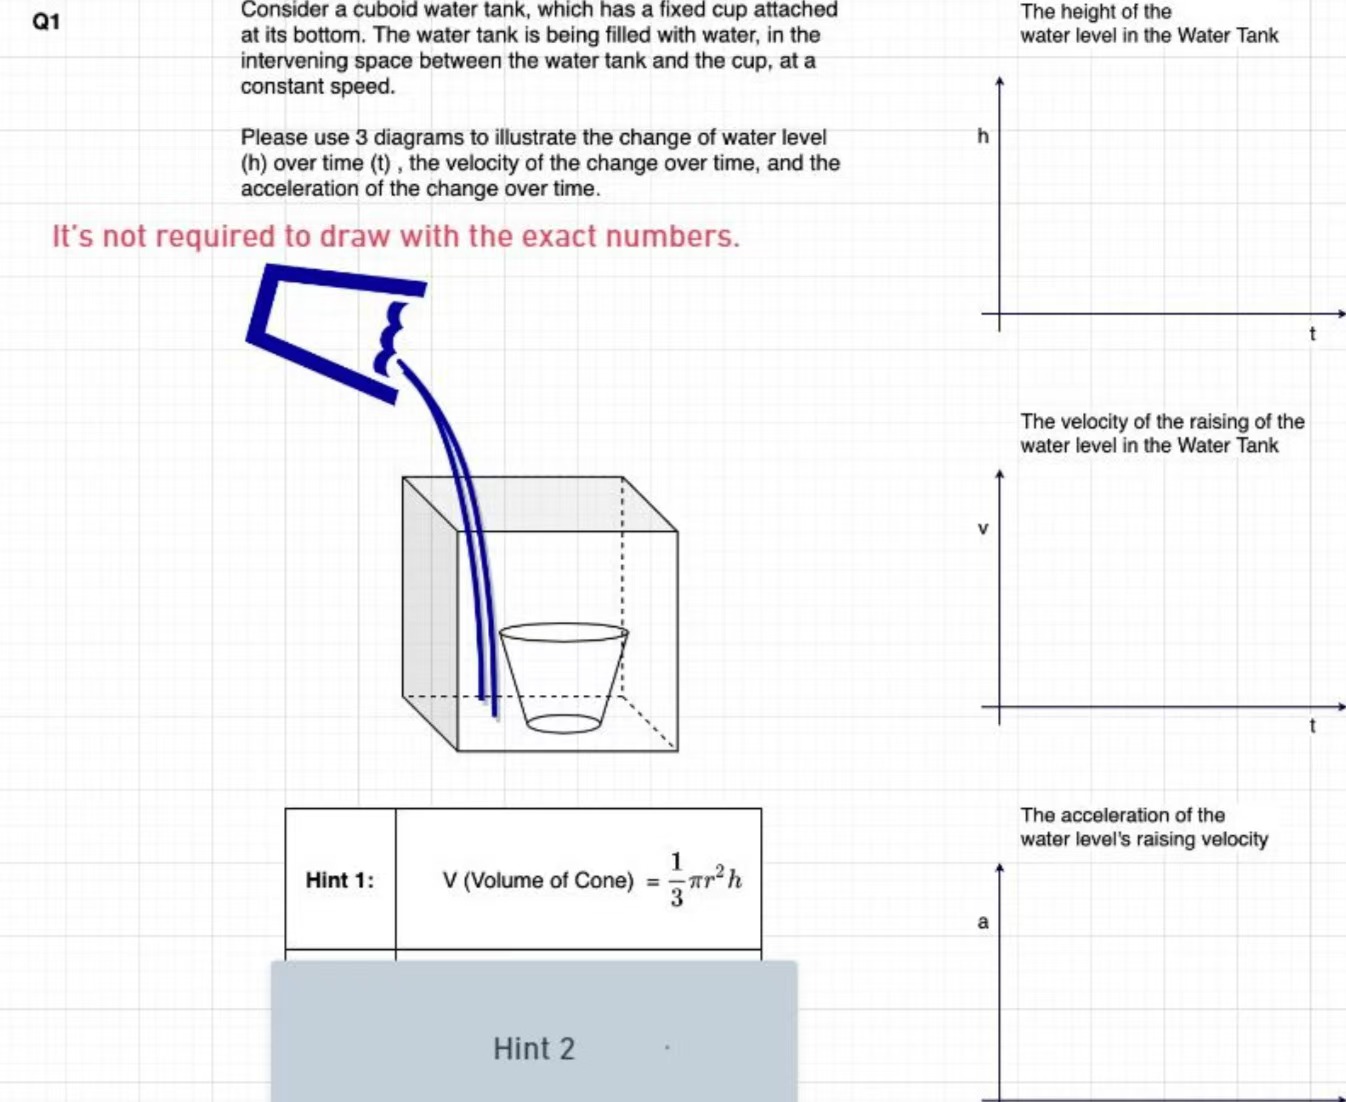 Q1
Consider a cuboid water tank, which has a fixed cup attached
at its bottom. The water tank is being filled with water, in the
intervening space between the water tank and the cup, at a
constant speed.
Please use 3 diagrams to illustrate the change of water level
(h) over time (t) , the velocity of the change over time, and the
acceleration of the change over time.
It's not required to draw with the exact numbers.
Hint 1:
V (Volume of Cone) = \frac{1}{3}πr²h
Hint 2
The height of the
water level in the Water Tank
h
t
The velocity of the raising of the
water level in the Water Tank
v
t
The acceleration of the
water level's raising velocity
a